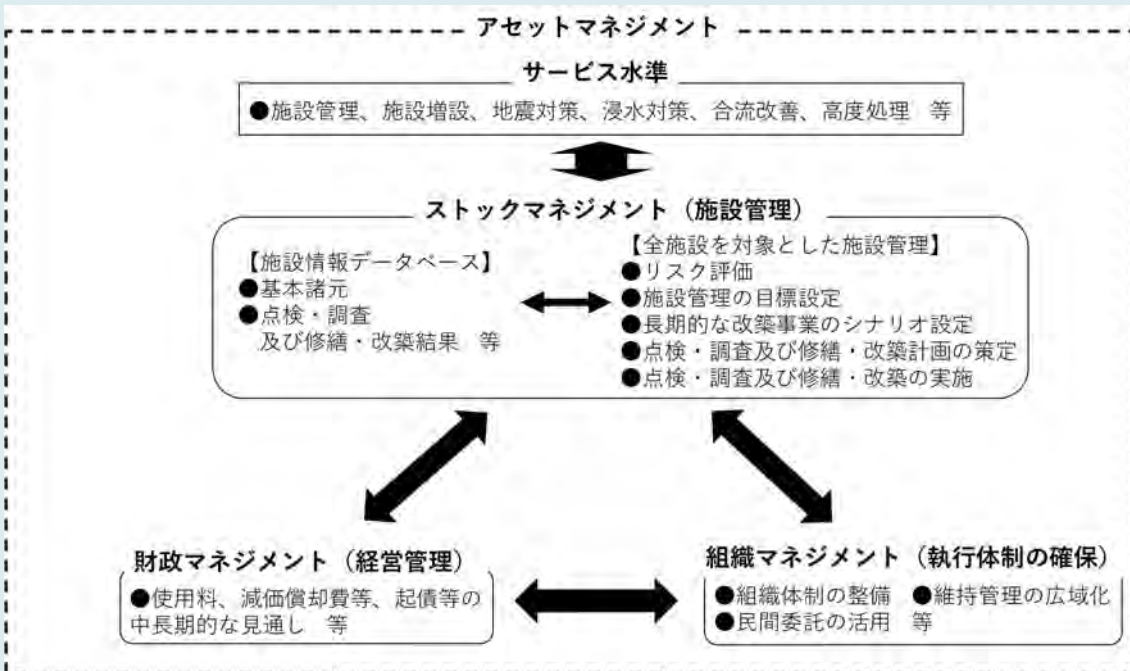 アセットマネジメント
サービス水準
●施設管理、施設増設、地震対策、浸水対策、合流改善、高度処理　等
ストックマネジメント（施設管理）
【施設情報データベース】
●基本諸元
●点検・調査
及び修繕・改築結果　等
【全施設を対象とした施設管理】
●リスク評価
●施設管理の目標設定
●長期的な改築事業のシナリオ設定
●点検・調査及び修繕・改築計画の策定
●点検・調査及び修繕・改築の実施
財政マネジメント（経営管理）
●使用料、減価償却費等、起債等の
中長期的な見通し　等
組織マネジメント（執行体制の確保）
●組織体制の整備　●維持管理の広域化
●民間委託の活用　等